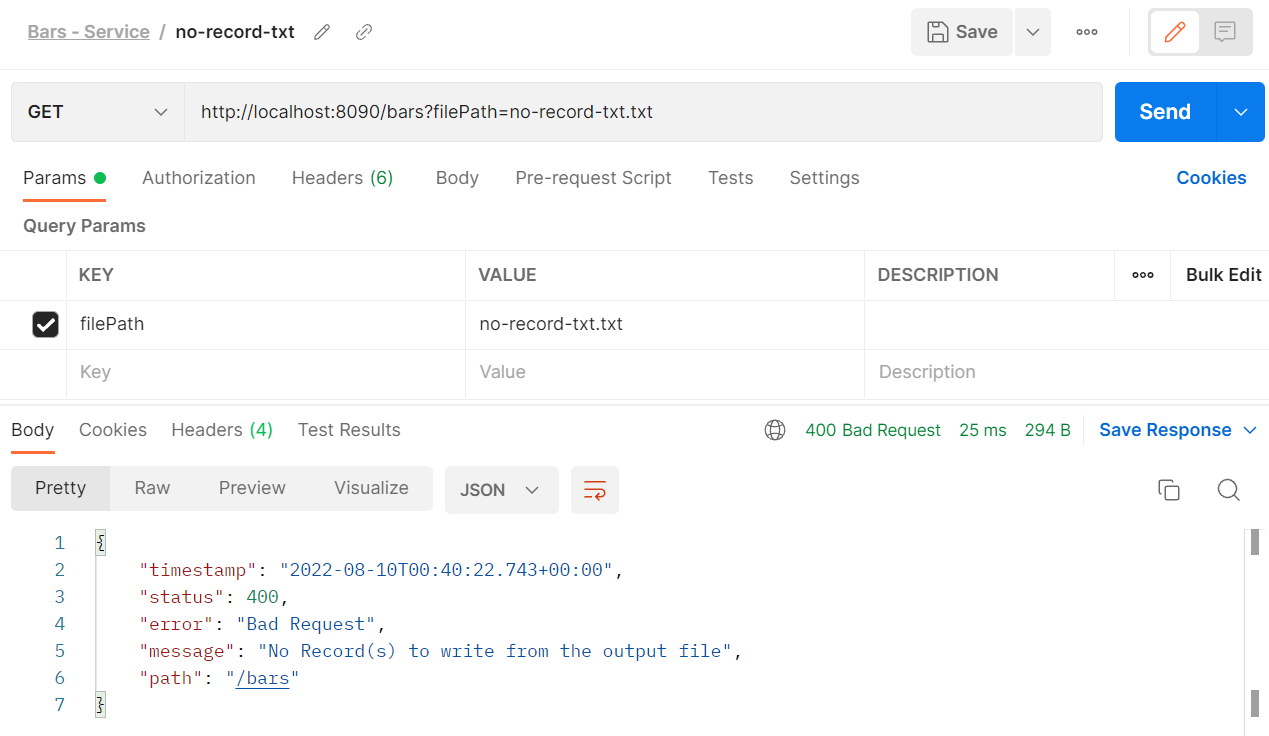 Bars - Service / no-record-txt
Save
GET http://localhost:8090/bars?filePath=no-record-txt.txt Send
Params Authorization Headers (6) Body Pre-request Script Tests Settings Cookies
Query Params
KEY VALUE DESCRIPTION Bulk Edit
filePath no-record-txt.txt
Key Value Description
Body Cookies Headers (4) Test Results 400 Bad Request 25 ms 294 B Save Response
Pretty Raw Preview Visualize JSON
1 {
2 "timestamp": "2022-08-10T00:40:22.743+00:00",
3 "status": 400,
4 "error": "Bad Request",
5 "message": "No Record(s) to write from the output file",
6 "path": "/bars"
7 }